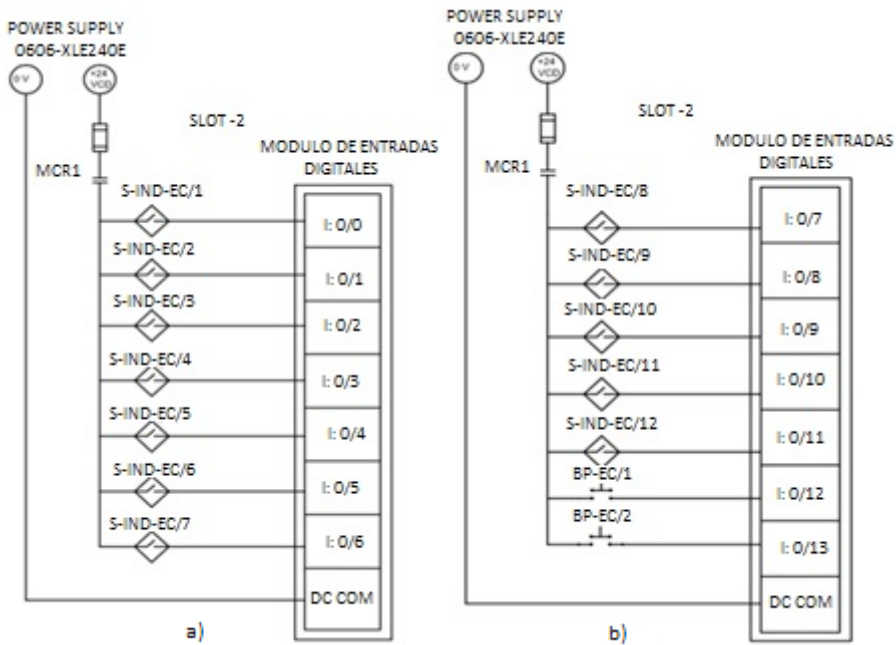 POWER SUPPLY
0606-XLE240E
0 V
+24
VCD
SLOT -2
MCR1
MODULO DE ENTRADAS
DIGITALES
S-IND-EC/1
I: 0/0
S-IND-EC/2
I: 0/1
S-IND-EC/3
I: 0/2
S-IND-EC/4
I: 0/3
S-IND-EC/5
I: 0/4
S-IND-EC/6
I: 0/5
S-IND-EC/7
I: 0/6
DC COM
a)
POWER SUPPLY
0606-XLE240E
0 V
+24
VCD
SLOT -2
MCR1
MODULO DE ENTRADAS
DIGITALES
S-IND-EC/8
I: 0/7
S-IND-EC/9
I: 0/8
S-IND-EC/10
I: 0/9
S-IND-EC/11
I: 0/10
S-IND-EC/12
I: 0/11
BP-EC/1
I: 0/12
BP-EC/2
I: 0/13
DC COM
b)